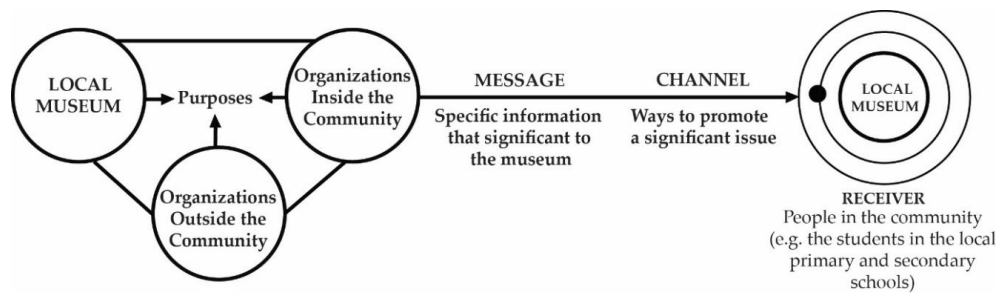 LOCAL
MUSEUM
Purposes
Organizations
Inside the
Community
Organizations
Outside the
Community
MESSAGE
Specific information
that significant to
the museum
CHANNEL
Ways to promote
a significant issue
LOCAL
MUSEUM
RECEIVER
People in the community
(e.g. the students in the local
primary and secondary
schools)